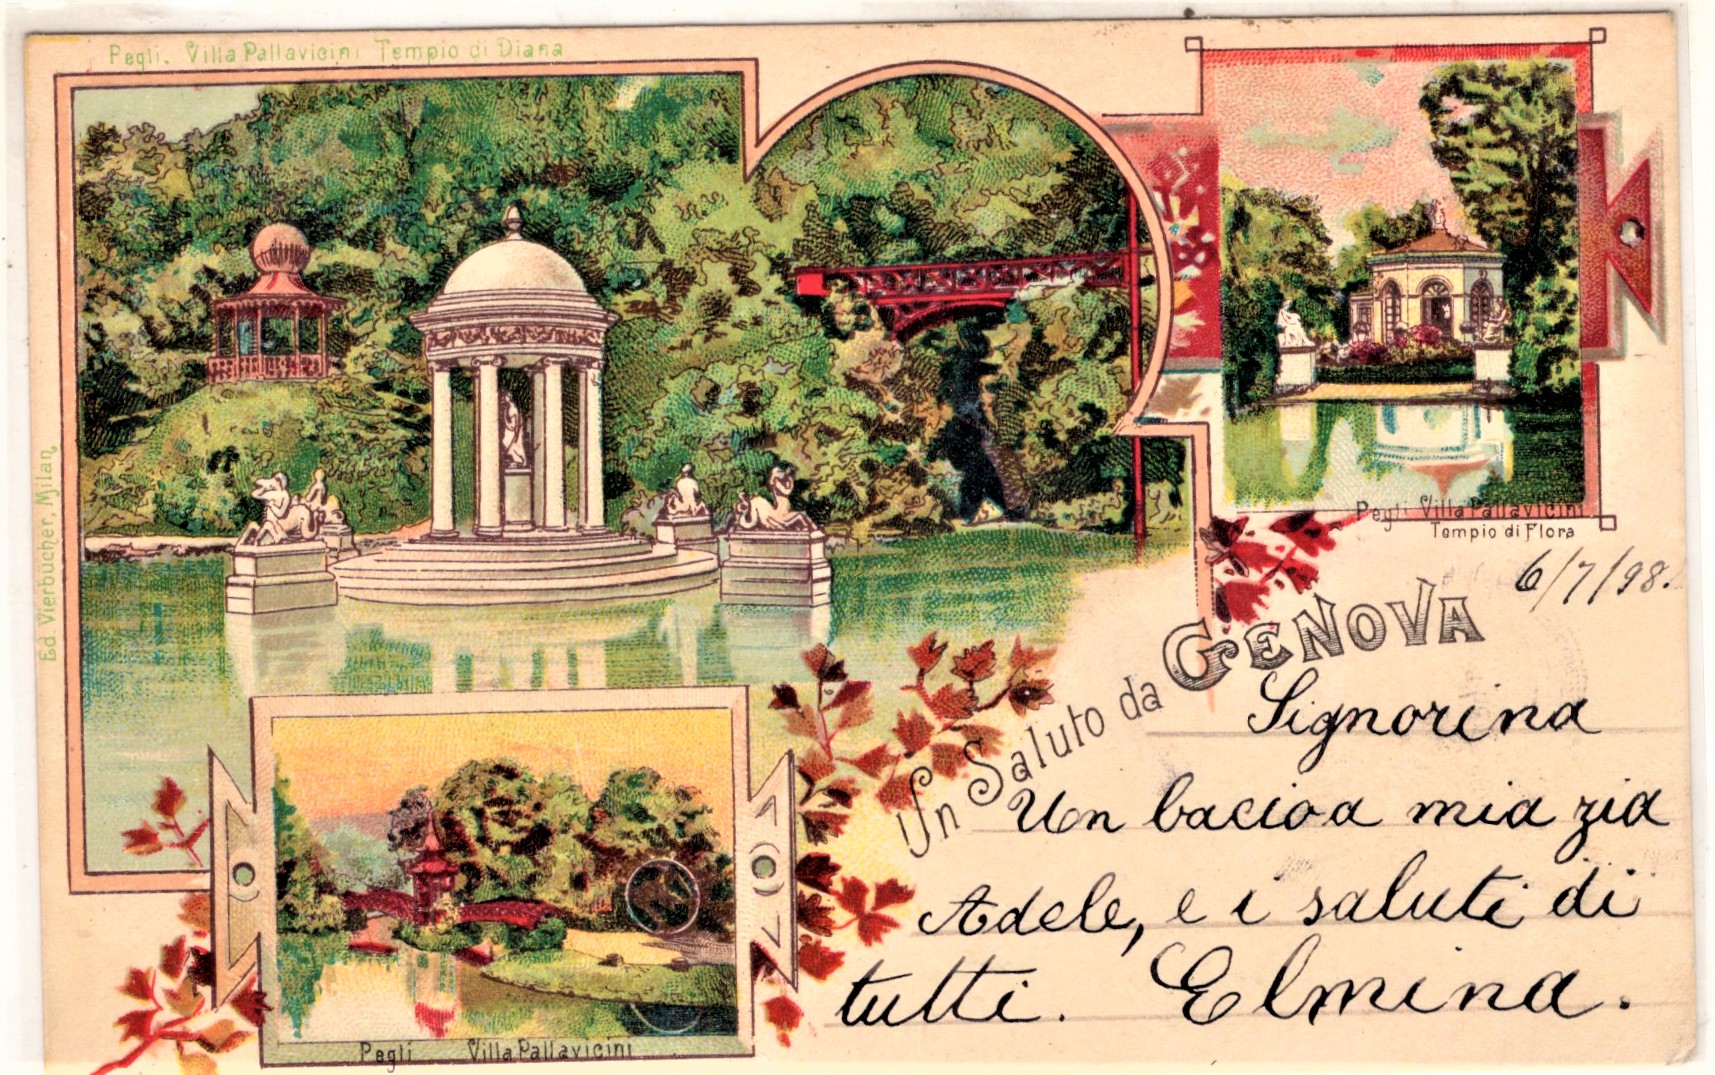 Pegli. Villa Pallavicini Tempio di Diana
Ed. Vierbucher, Milan
Pegli Villa Pallavicini
Tempio di Flora
6/7/98.
Un Saluto da GENOVA
Signorina
Un bacio a mia zia
Adele, e i saluti di
tutti. Elmina.
Pegli Villa Pallavicini